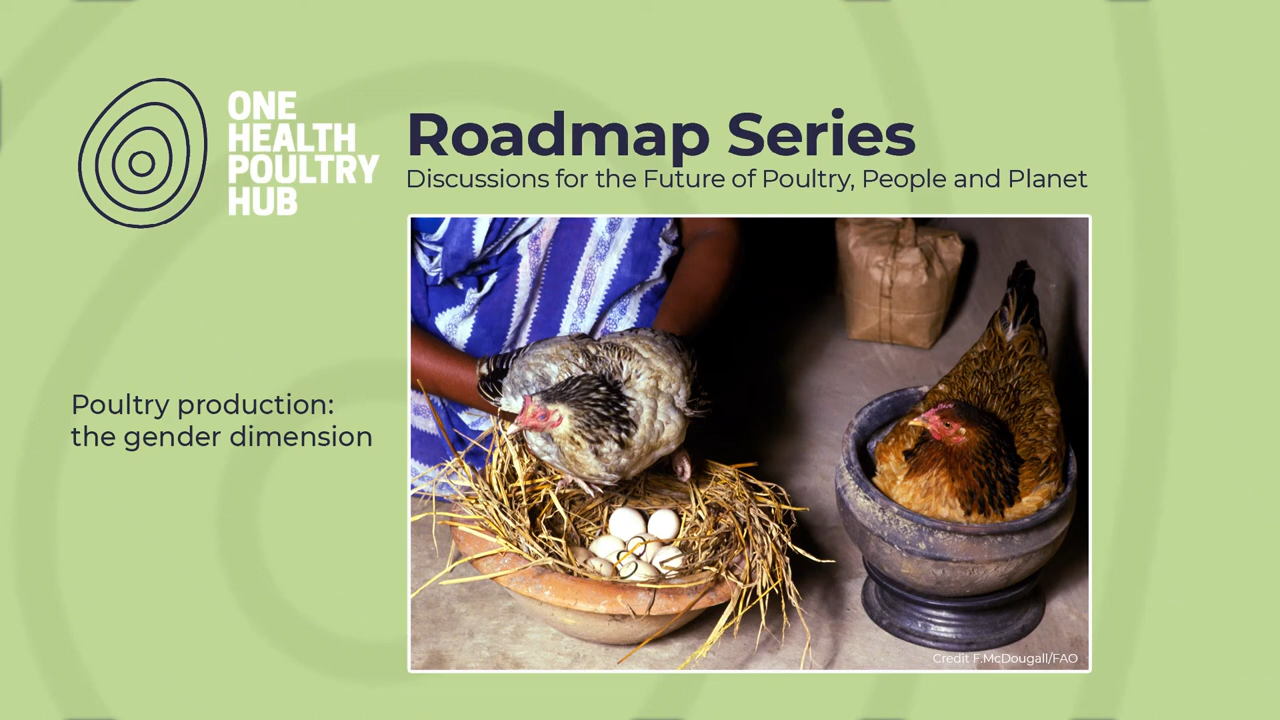 ONE
HEALTH
POULTRY
HUB
Roadmap Series
Discussions for the Future of Poultry, People and Planet
Poultry production:
the gender dimension
Credit F.McDougall/FAO